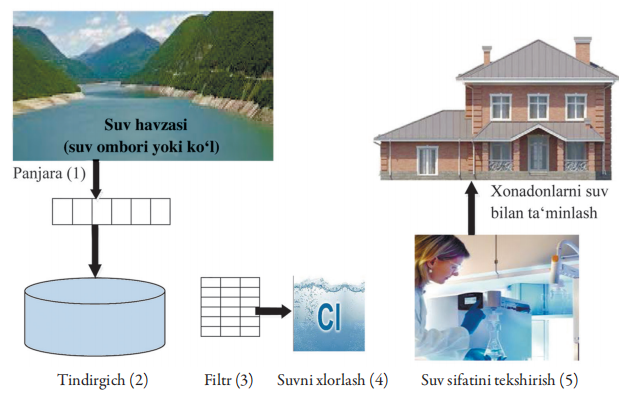 Suv havzasi
(suv ombori yoki ko‘l)
Panjara (1)
Xonadonlarni suv
bilan ta‘minlash
Cl
Tindirgich (2)
Filtr (3)
Suvni xlorlash (4)
Suv sifatini tekshirish (5)